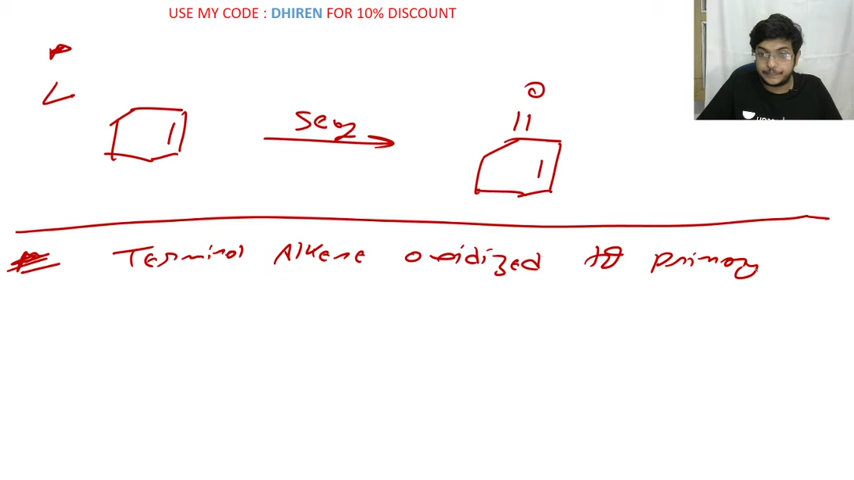 USE MY CODE : DHIREN FOR 10% DISCOUNT
O
SeO2
Terminal Alkene oxidized to primary